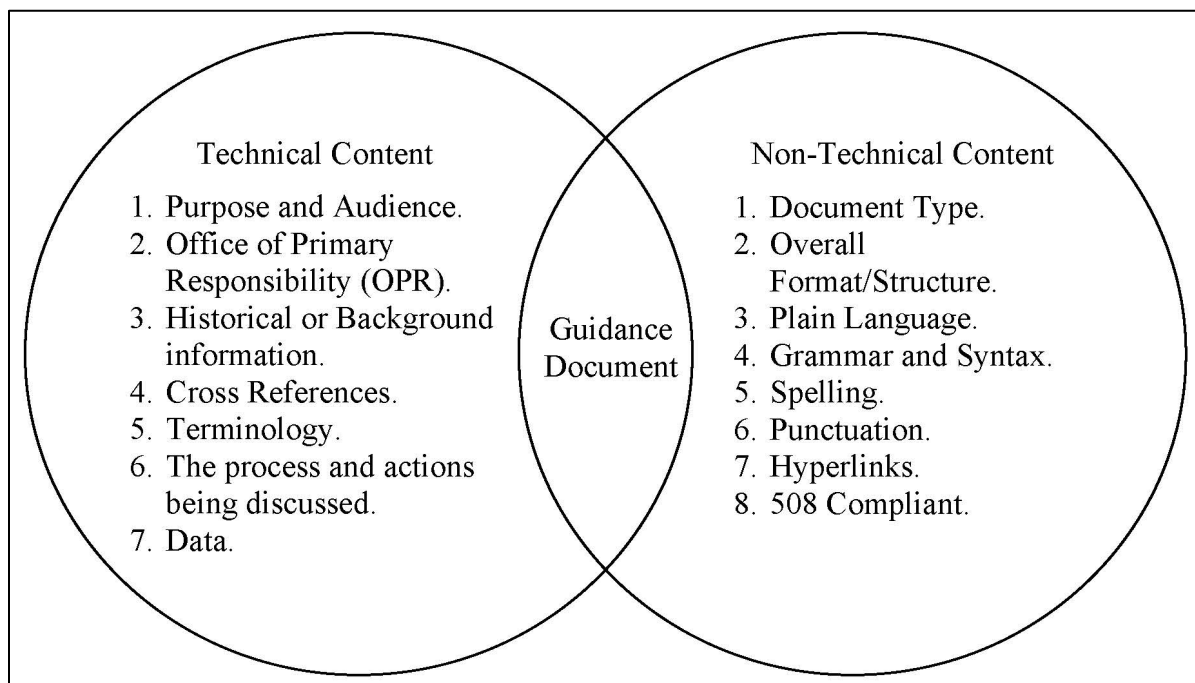 Technical Content
1. Purpose and Audience.
2. Office of Primary
Responsibility (OPR).
3. Historical or Background
information.
4. Cross References.
5. Terminology.
6. The process and actions
being discussed.
7. Data.
Guidance
Document
Non-Technical Content
1. Document Type.
2. Overall
Format/Structure.
3. Plain Language.
4. Grammar and Syntax.
5. Spelling.
6. Punctuation.
7. Hyperlinks.
8. 508 Compliant.